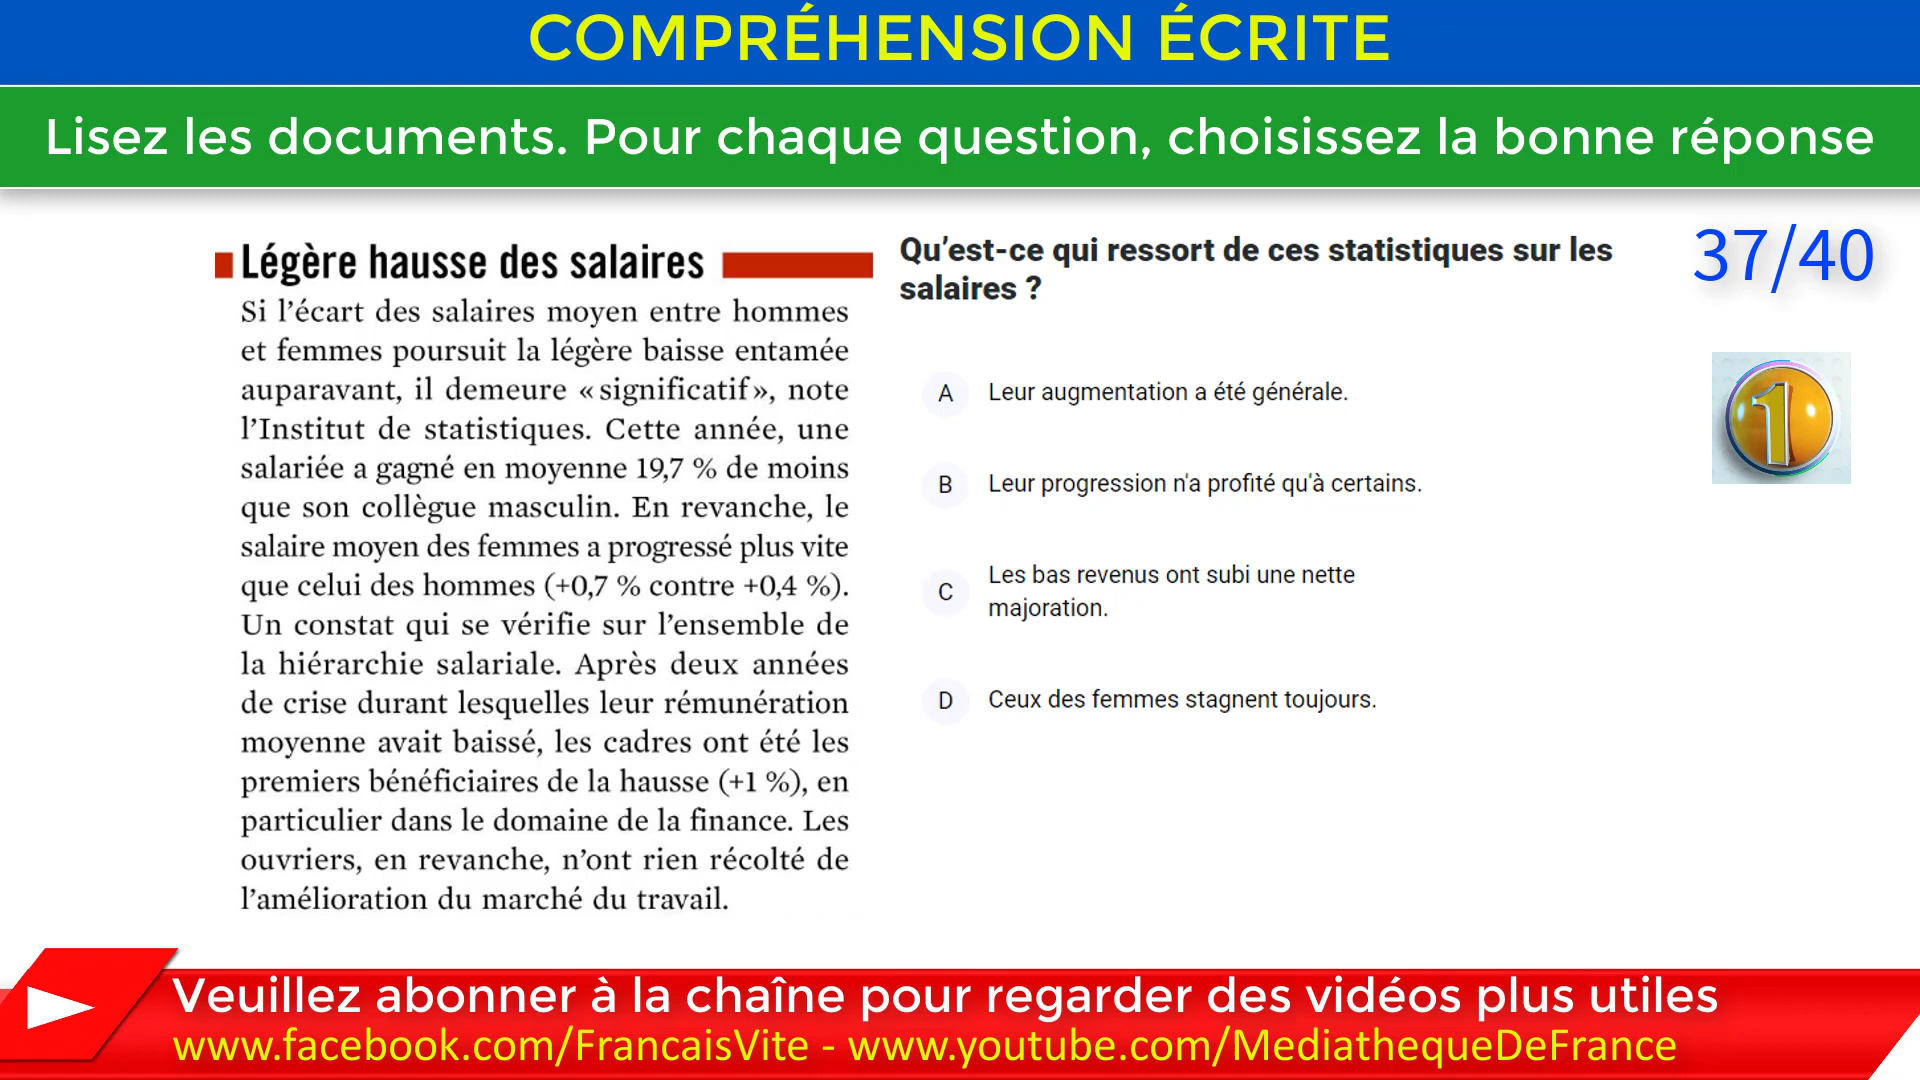 COMPRÉHENSION ÉCRITE
Lisez les documents. Pour chaque question, choisissez la bonne réponse
Légère hausse des salaires
Si l'écart des salaires moyen entre hommes
et femmes poursuit la légère baisse entamée
auparavant, il demeure « significatif », note
l'Institut de statistiques. Cette année, une
salariée a gagné en moyenne 19,7 % de moins
que son collègue masculin. En revanche, le
salaire moyen des femmes a progressé plus vite
que celui des hommes (+0,7 % contre +0,4 %).
Un constat qui se vérifie sur l'ensemble de
la hiérarchie salariale. Après deux années
de crise durant lesquelles leur rémunération
moyenne avait baissé, les cadres ont été les
premiers bénéficiaires de la hausse (+1 %), en
particulier dans le domaine de la finance. Les
ouvriers, en revanche, n'ont rien récolté de
l'amélioration du marché du travail.
Qu'est-ce qui ressort de ces statistiques sur les
salaires ?
A Leur augmentation a été générale.
B Leur progression n'a profité qu'à certains.
C Les bas revenus ont subi une nette
majoration.
D Ceux des femmes stagnent toujours.
37/40
1
Veuillez abonner à la chaîne pour regarder des vidéos plus utiles
www.facebook.com/FrancaisVite - www.youtube.com/MediathequeDeFrance